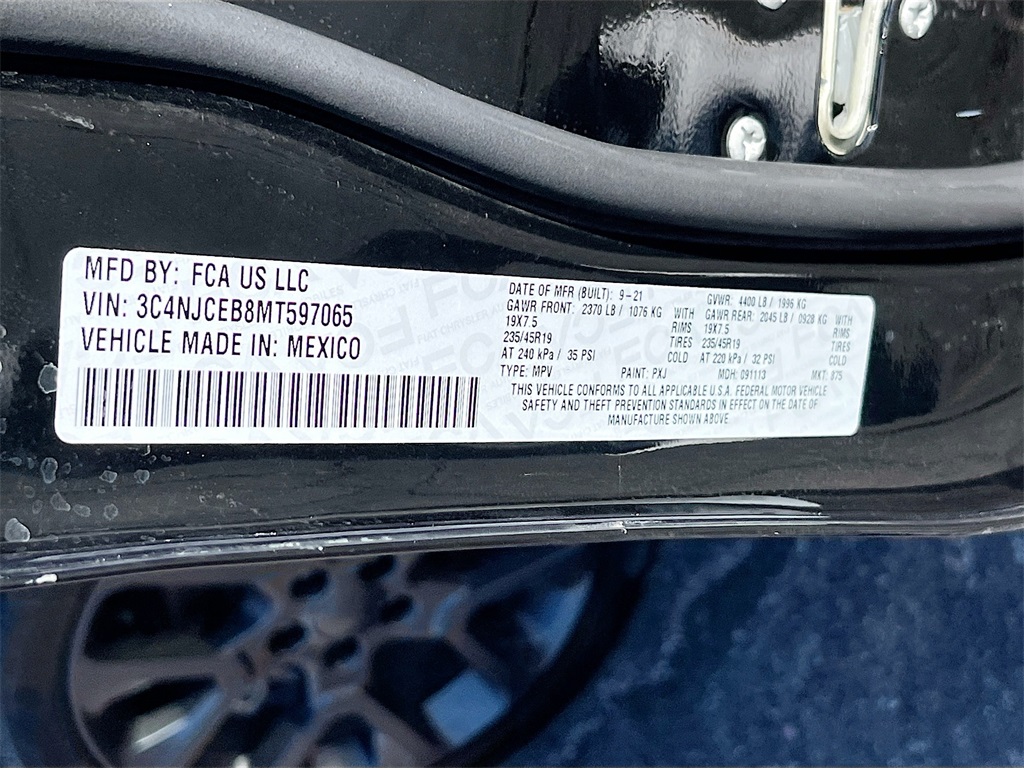 MFD BY: FCA US LLC
VIN: 3C4NJCEB8MT597065
VEHICLE MADE IN: MEXICO
DATE OF MFR (BUILT): 9-21 GVWR: 4400 LB / 1996 KG
GAWR FRONT: 2370 LB / 1076 KG WITH GAWR REAR: 2045 LB / 0928 KG WITH
19X7.5 RIMS 19X7.5 RIMS
235/45R19 TIRES 235/45R19 TIRES
AT 240 kPa / 35 PSI COLD AT 220 kPa / 32 PSI COLD
TYPE: MPV PAINT: PXJ MDH: 091113 MKT: 875
THIS VEHICLE CONFORMS TO ALL APPLICABLE U.S.A. FEDERAL MOTOR VEHICLE
SAFETY AND THEFT PREVENTION STANDARDS IN EFFECT ON THE DATE OF
MANUFACTURE SHOWN ABOVE.